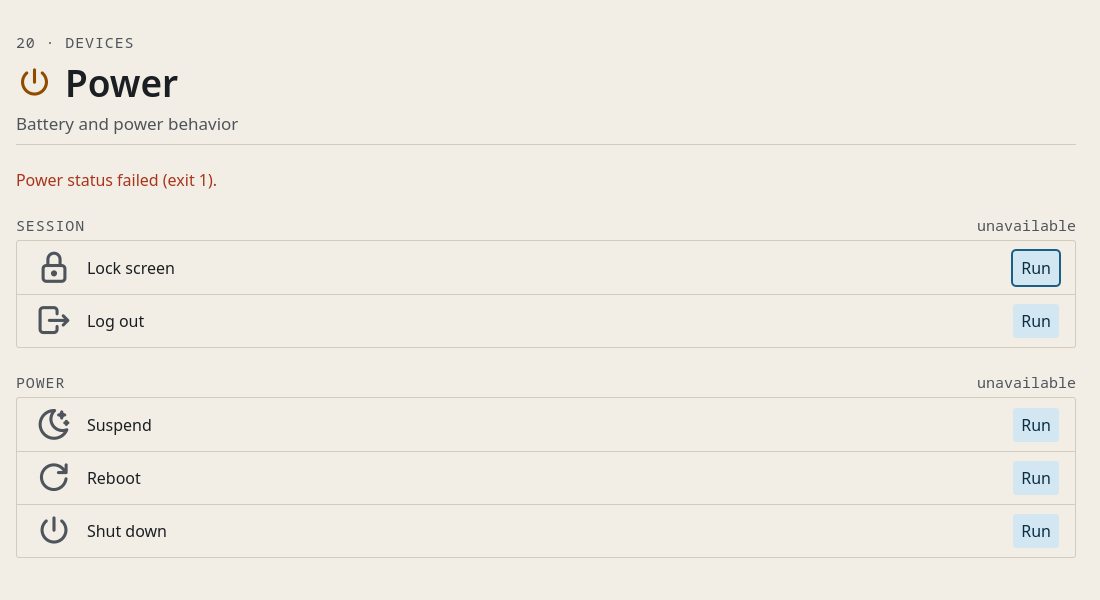 20 · DEVICES
Power
Battery and power behavior
Power status failed (exit 1).
SESSION unavailable
Lock screen Run
Log out Run
POWER unavailable
Suspend Run
Reboot Run
Shut down Run